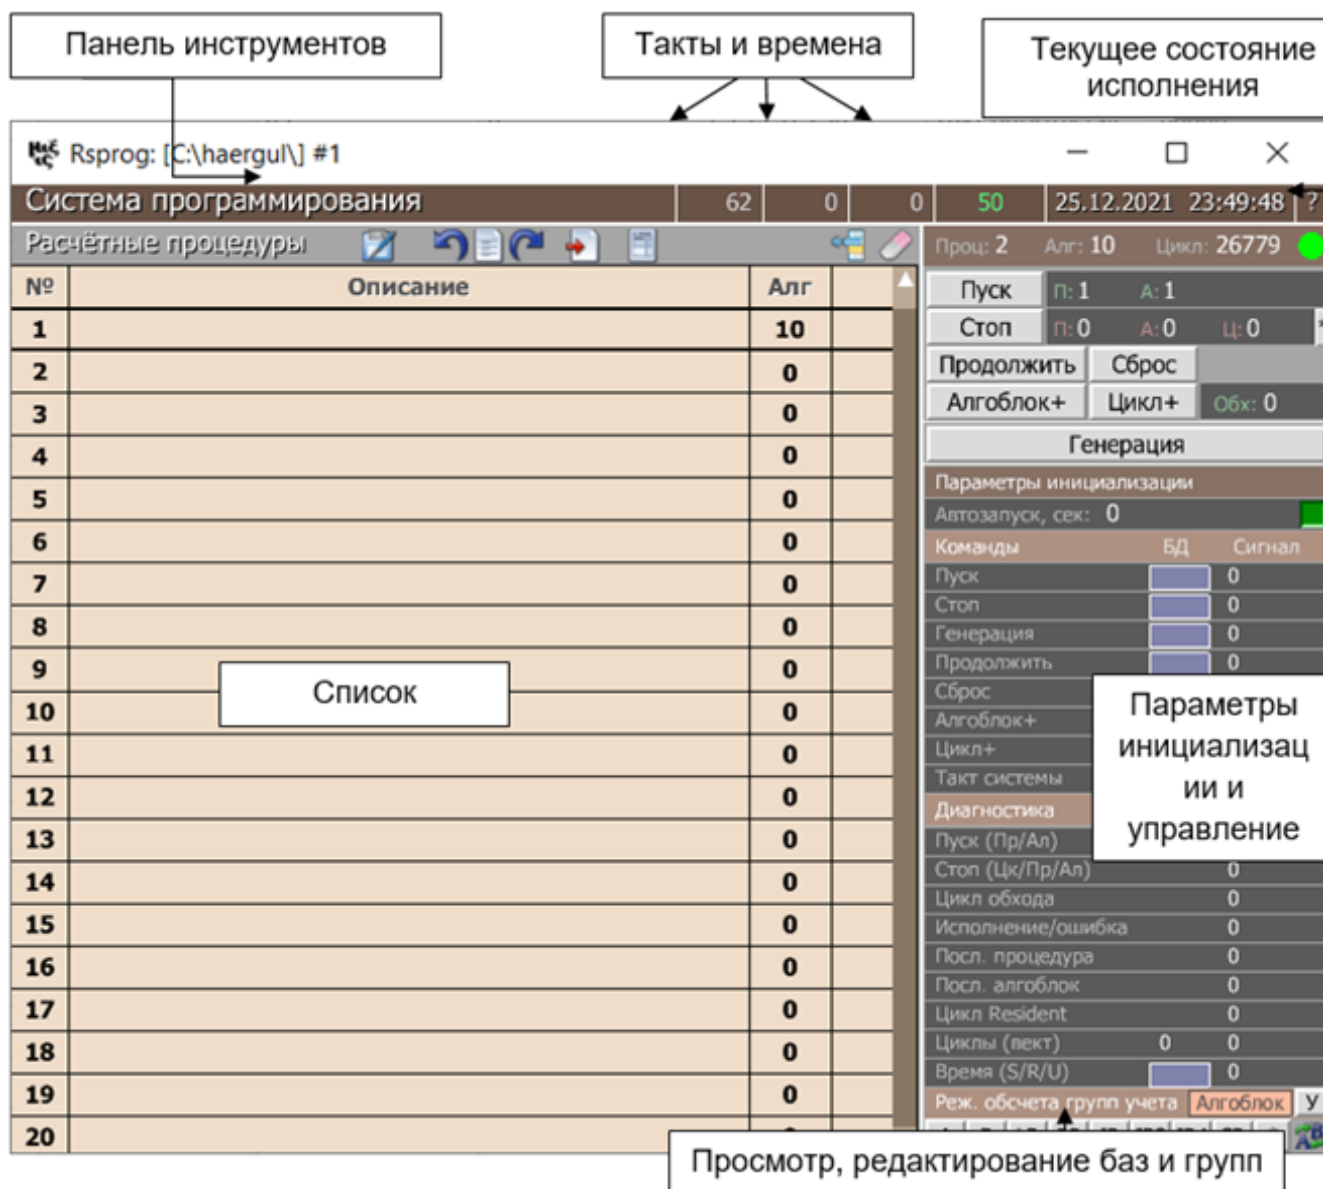 Панель инструментов
Такты и времена
Текущее состояние
исполнения
Rsprog: [C:\haergul\] #1
Система программирования 62 0 0 50 25.12.2021 23:49:48 ?
Расчётные процедуры
Проц: 2 Алг: 10 Цикл: 26779
№ Описание Алг
1 10
2 0
3 0
4 0
5 0
6 0
7 0
8 0
9 0
10 0
11 0
12 0
13 0
14 0
15 0
16 0
17 0
18 0
19 0
20
Список
Пуск П: 1 А: 1
Стоп П: 0 А: 0 Ц: 0
Продолжить Сброс
Алгоблок+ Цикл+ Обх: 0
Генерация
Параметры инициализации
Автозапуск, сек: 0
Команды БД Сигнал
Пуск 0
Стоп 0
Генерация 0
Продолжить 0
Сброс
Алгоблок+
Цикл+
Такт системы
Параметры
инициализац
ии и
управление
Диагностика
Пуск (Пр/Ал)
Стоп (Цк/Пр/Ал) 0
Цикл обхода 0
Исполнение/ошибка 0
Посл. процедура 0
Посл. алгоблок 0
Цикл Resident 0
Циклы (вект) 0 0
Время (S/R/U) 0
Реж. обсчета групп учета Алгоблок У
Просмотр, редактирование баз и групп